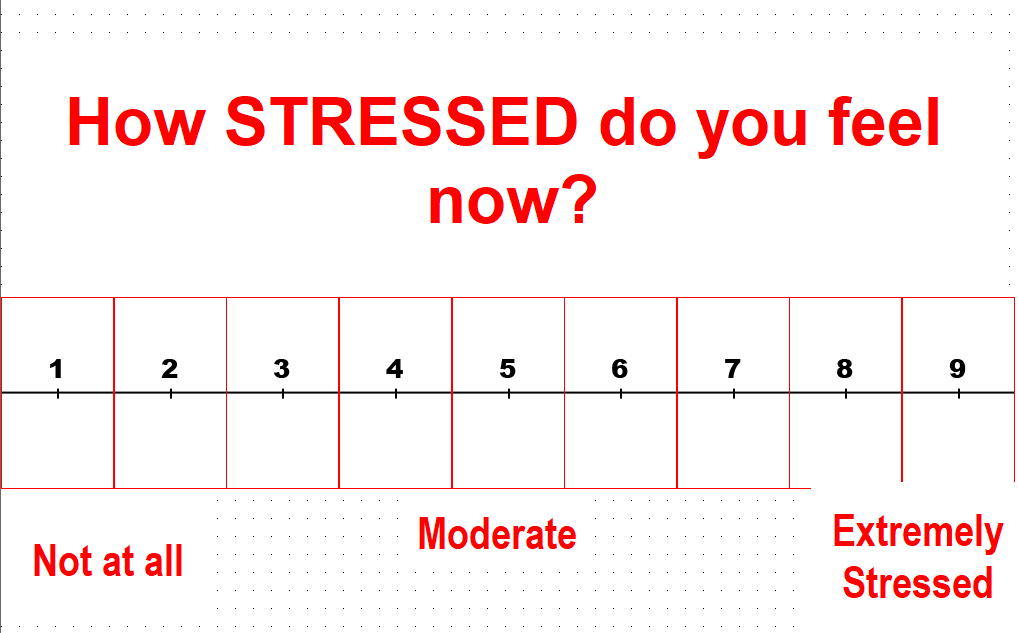 How STRESSED do you feel
now?
1 2 3 4 5 6 7 8 9
Not at all Moderate Extremely
Stressed